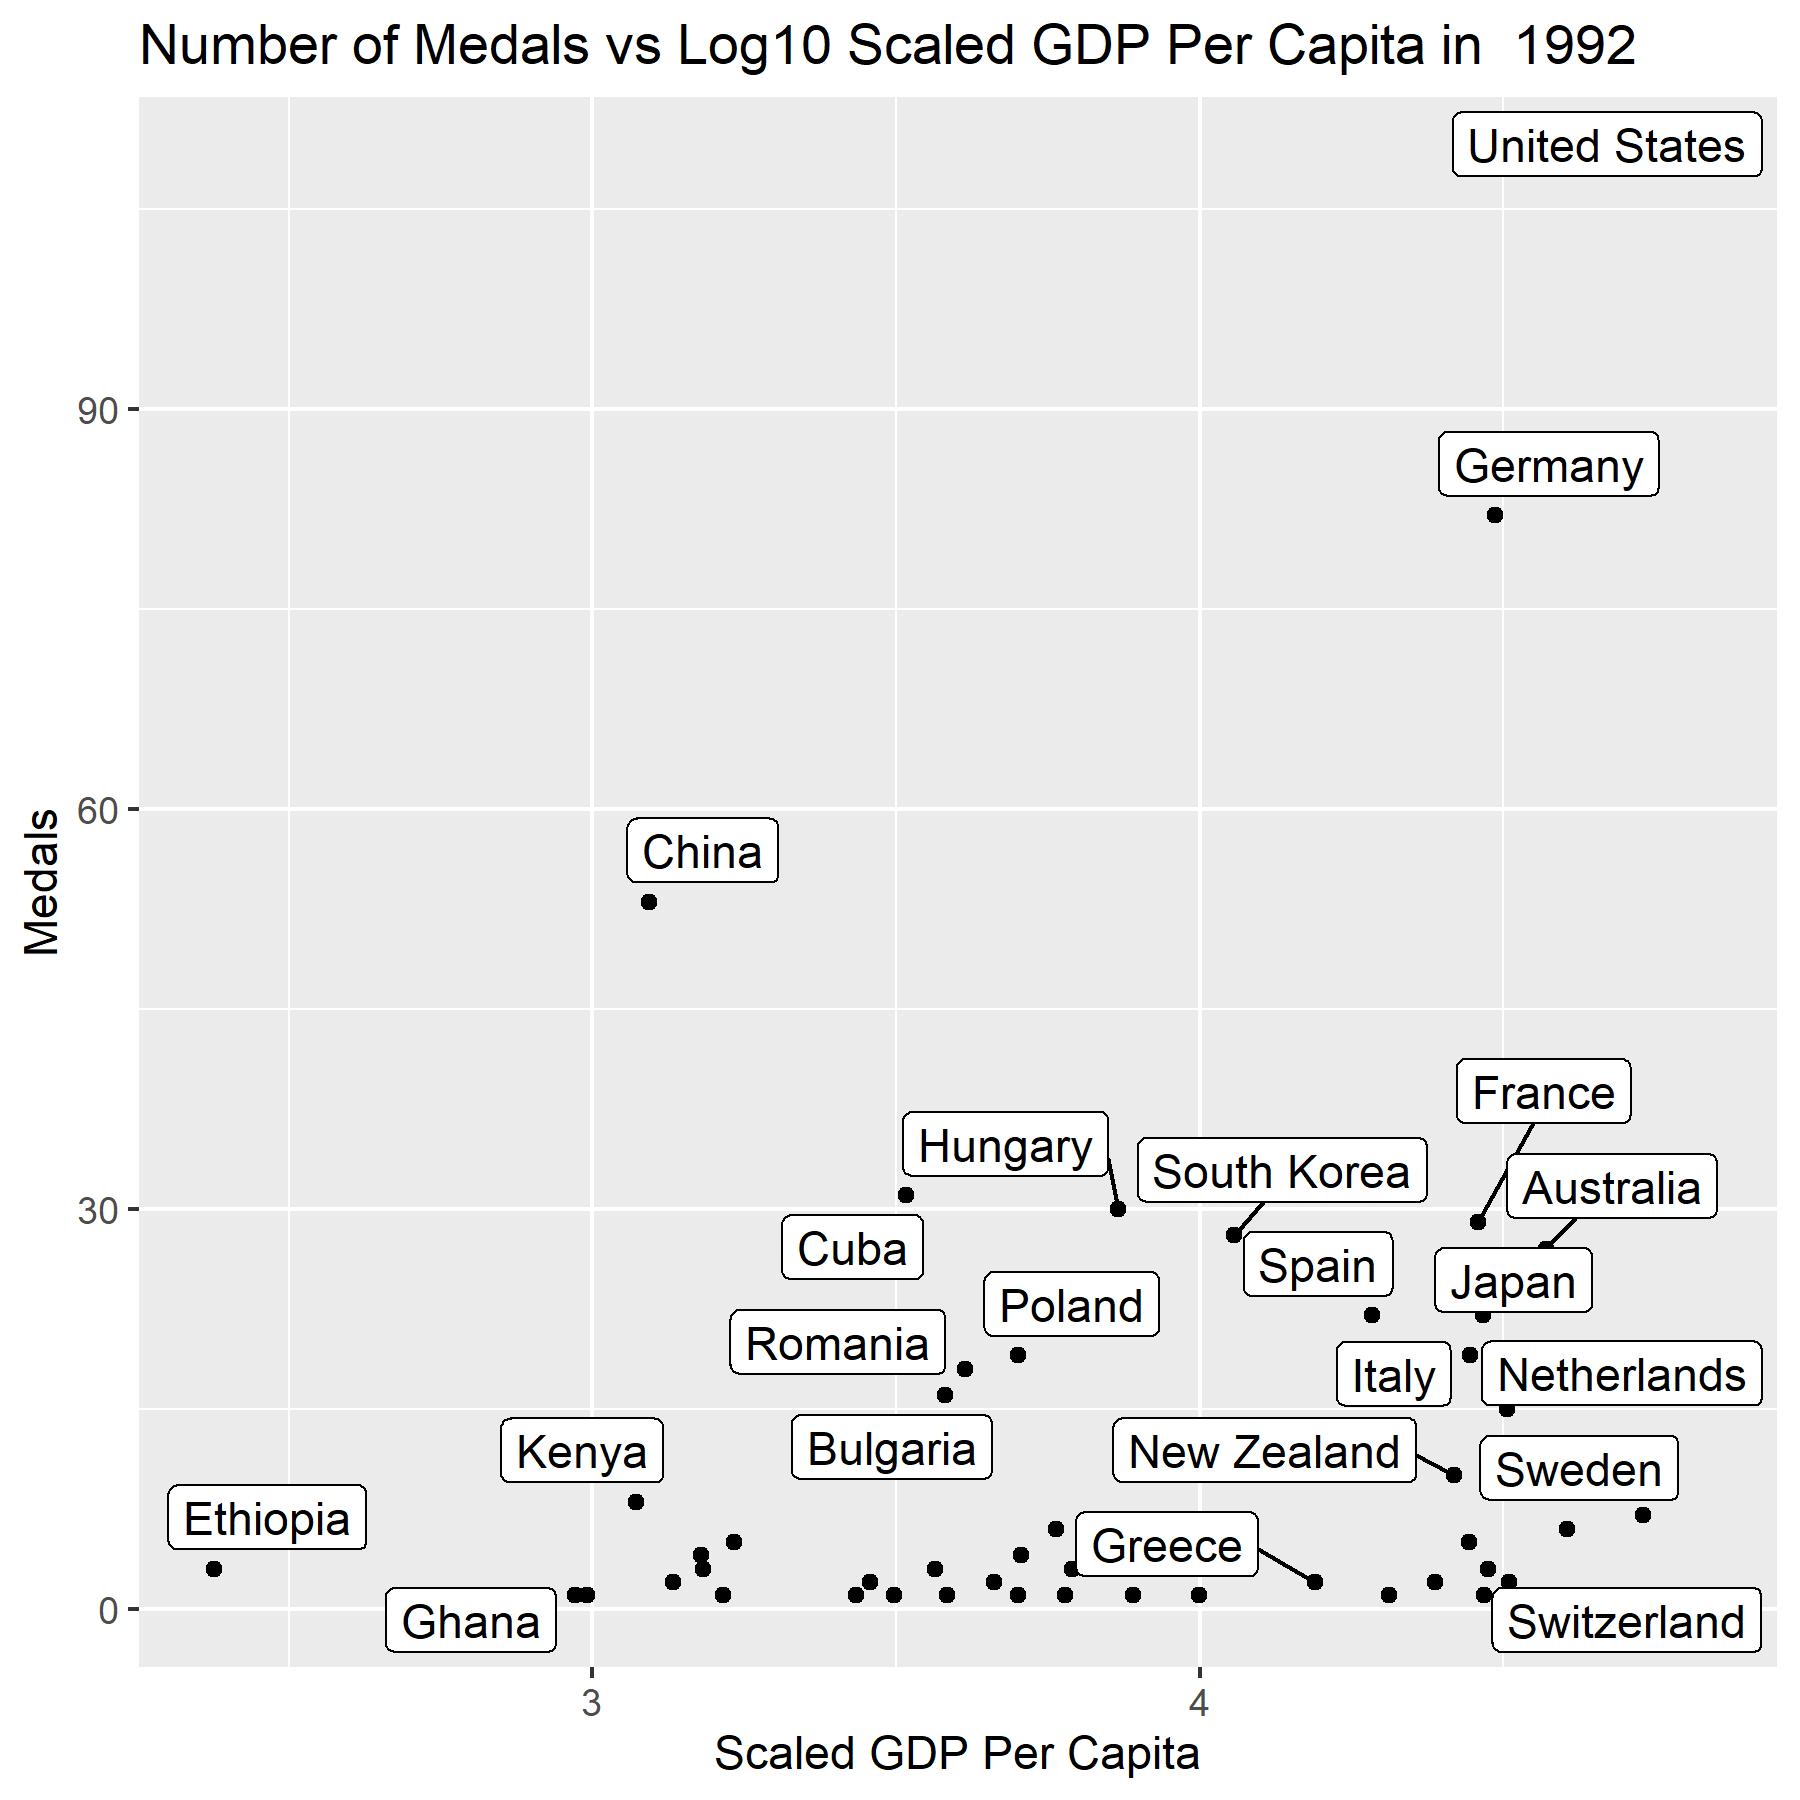 Number of Medals vs Log10 Scaled GDP Per Capita in  1992
United States
90
Germany
60
China
Medals
France
Hungary
South Korea
Australia
30
Cuba
Spain
Japan
Poland
Romania
Italy
Netherlands
Kenya
Bulgaria
New Zealand
Sweden
Ethiopia
Greece
0
Ghana
Switzerland
3
4
Scaled GDP Per Capita